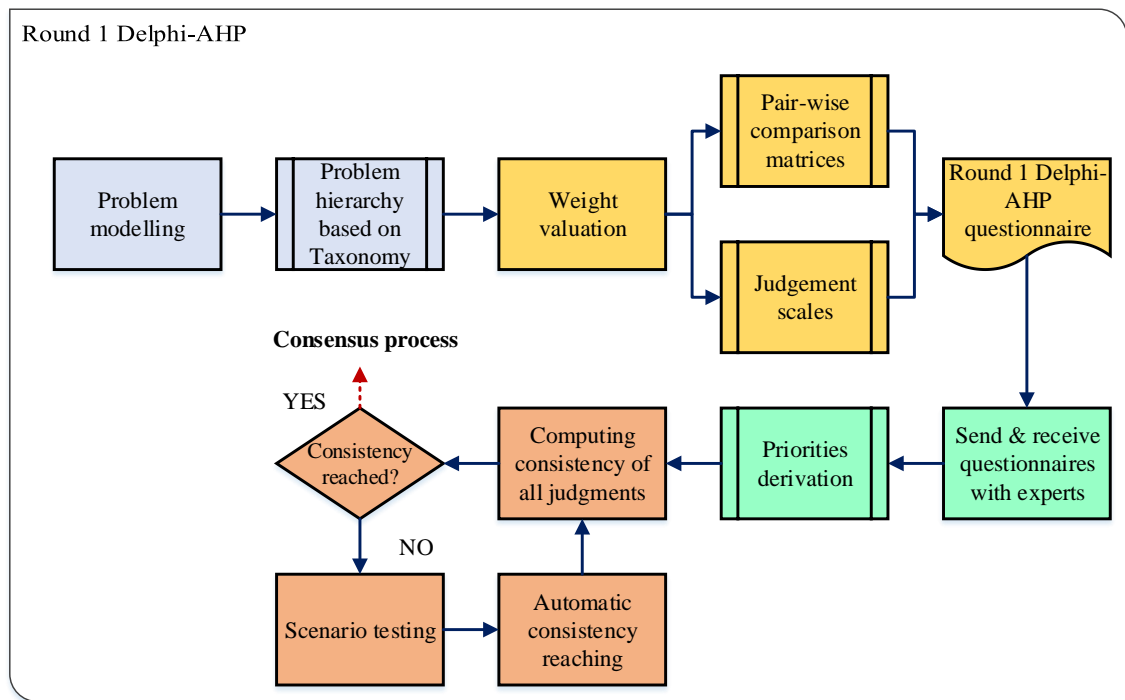 Round 1 Delphi-AHP
Problem
modelling
Problem
hierarchy
based on
Taxonomy
Weight
valuation
Pair-wise
comparison
matrices
Judgement
scales
Round 1 Delphi-
AHP
questionnaire
Send & receive
questionnaires
with experts
Priorities
derivation
Computing
consistency of
all judgments
Consistency
reached?
YES
Consensus process
NO
Scenario testing
Automatic
consistency
reaching